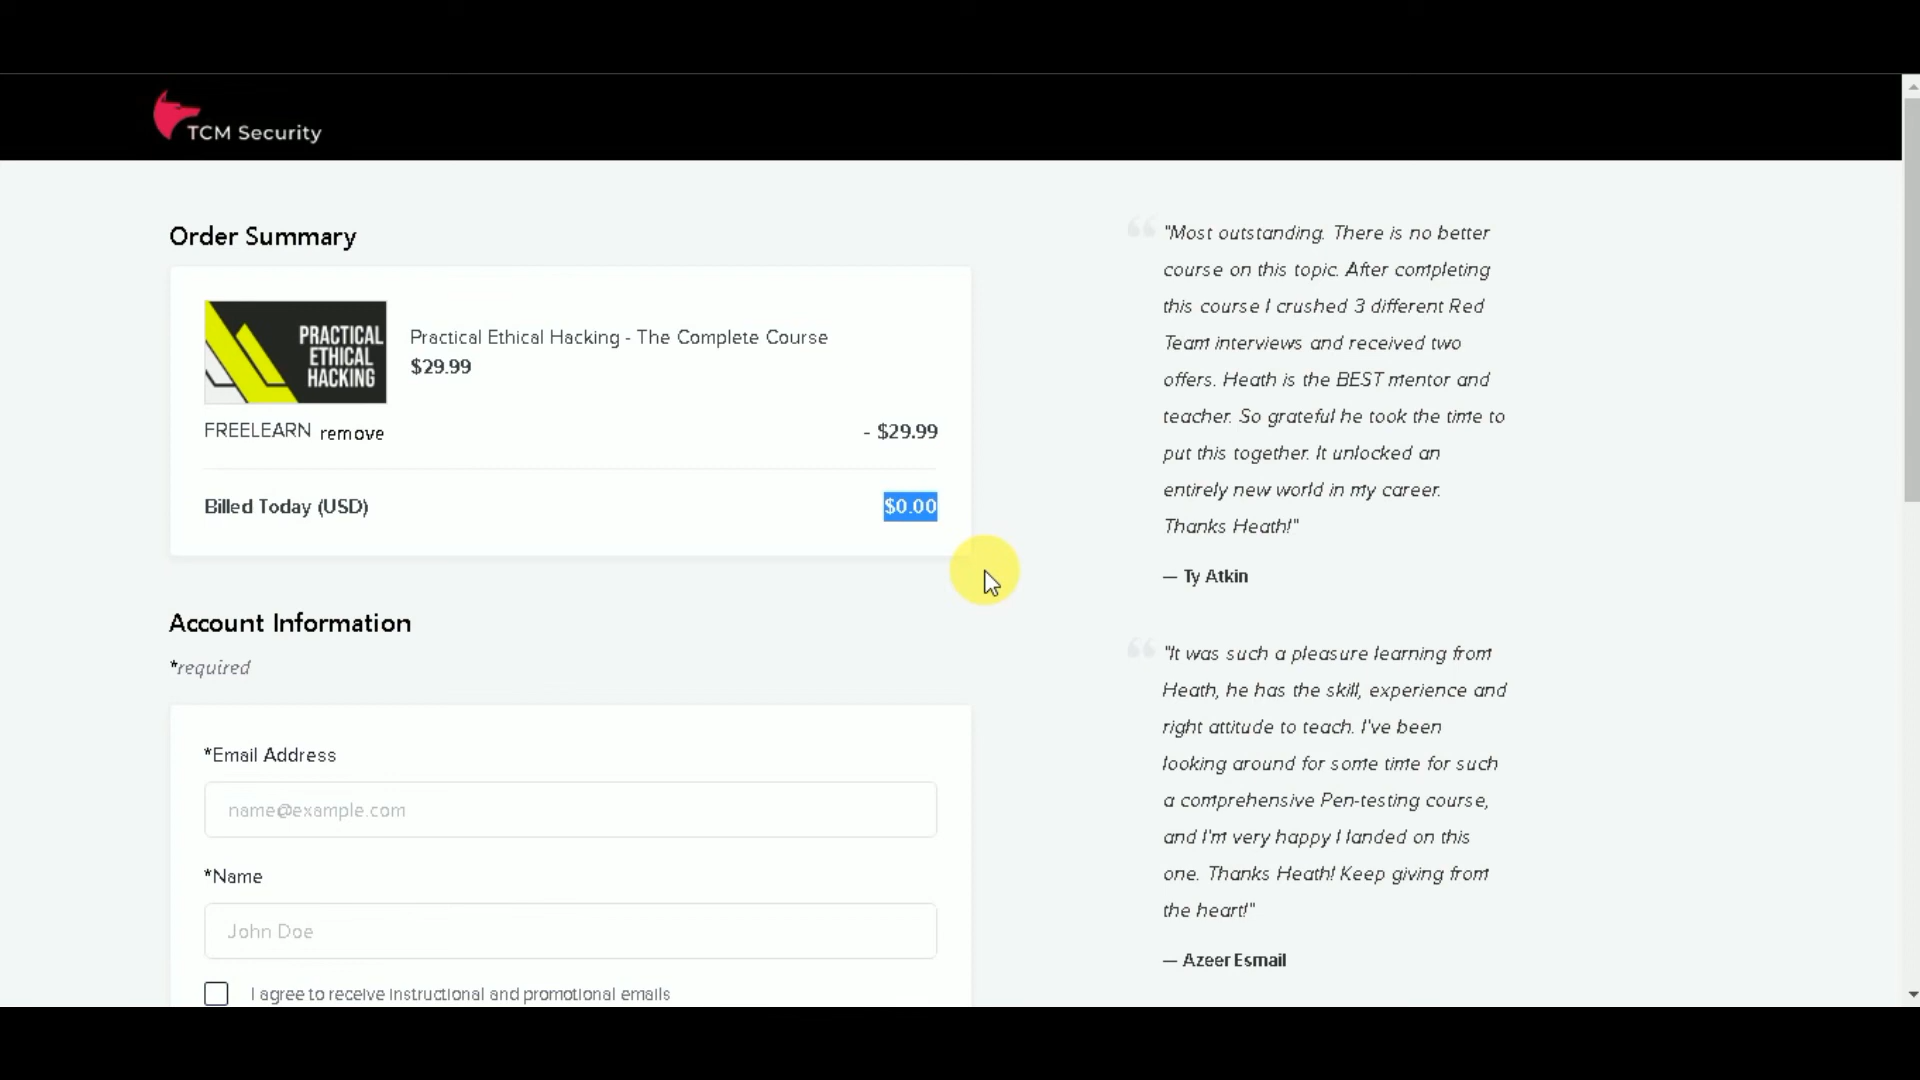 TCM Security
Order Summary
PRACTICAL
ETHICAL
HACKING
Practical Ethical Hacking - The Complete Course
$29.99
FREELEARN remove - $29.99
Billed Today (USD) $0.00
Account Information
*required
*Email Address
name@example.com
*Name
John Doe
I agree to receive instructional and promotional emails
"Most outstanding. There is no better
course on this topic. After completing
this course I crushed 3 different Red
Team interviews and received two
offers. Heath is the BEST mentor and
teacher. So grateful he took the time to
put this together. It unlocked an
entirely new world in my career.
Thanks Heath!"
— Ty Atkin
"It was such a pleasure learning from
Heath, he has the skill, experience and
right attitude to teach. I've been
looking around for some time for such
a comprehensive Pen-testing course,
and I'm very happy I landed on this
one. Thanks Heath! Keep giving from
the heart!"
— Azeer Esmail